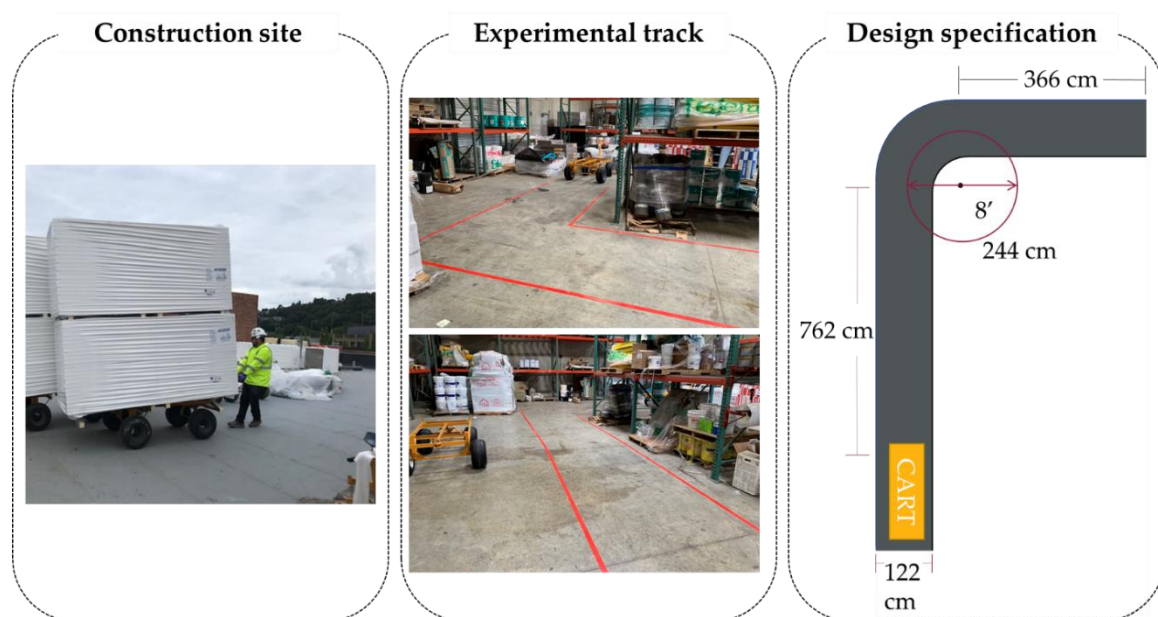 Construction site
Experimental track
Design specification
366 cm
8′
244 cm
762 cm
CART
122
cm